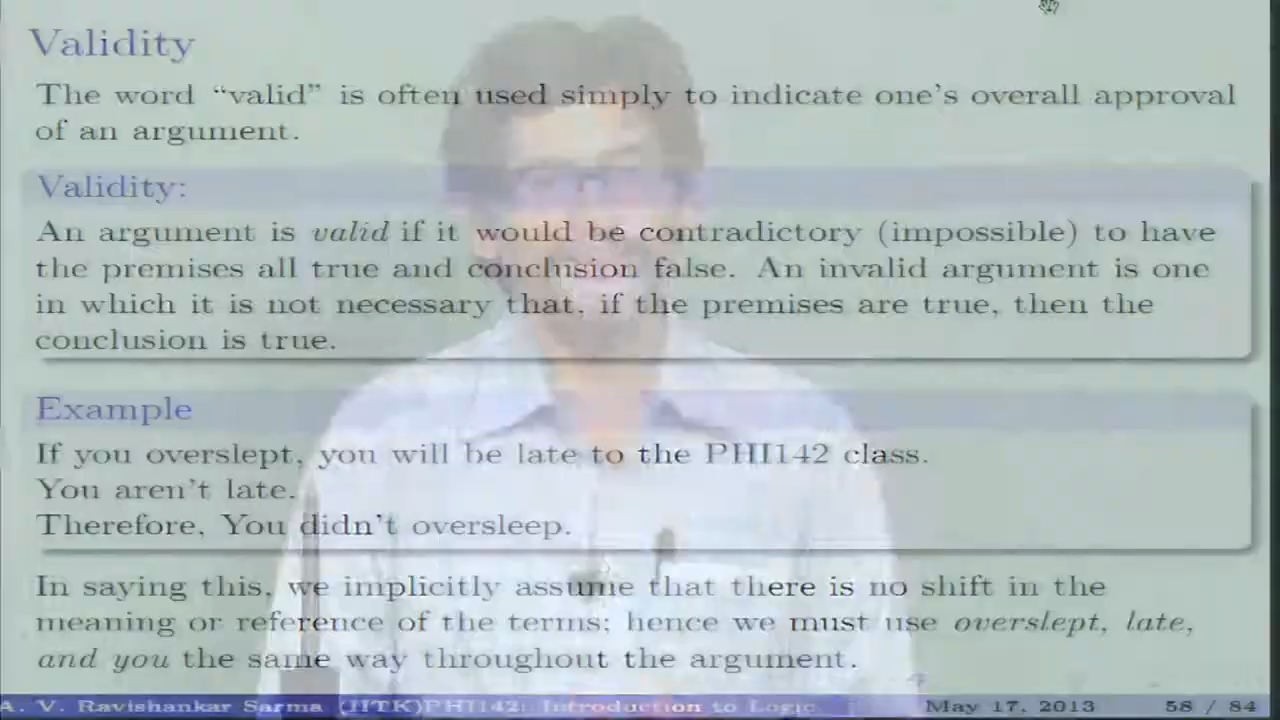 Validity
The word “valid” is often used simply to indicate one's overall approval
of an argument.
Validity:
An argument is valid if it would be contradictory (impossible) to have
the premises all true and conclusion false. An invalid argument is one
in which it is not necessary that, if the premises are true, then the
conclusion is true.
Example
If you overslept, you will be late to the PHI142 class.
You aren't late.
Therefore, You didn't oversleep.
In saying this, we implicitly assume that there is no shift in the
meaning or reference of the terms; hence we must use overslept, late,
and you the same way throughout the argument.
A. V. Ravishankar Sarma (IITK) PHI142: Introduction to Logic May 17, 2013 58 / 84